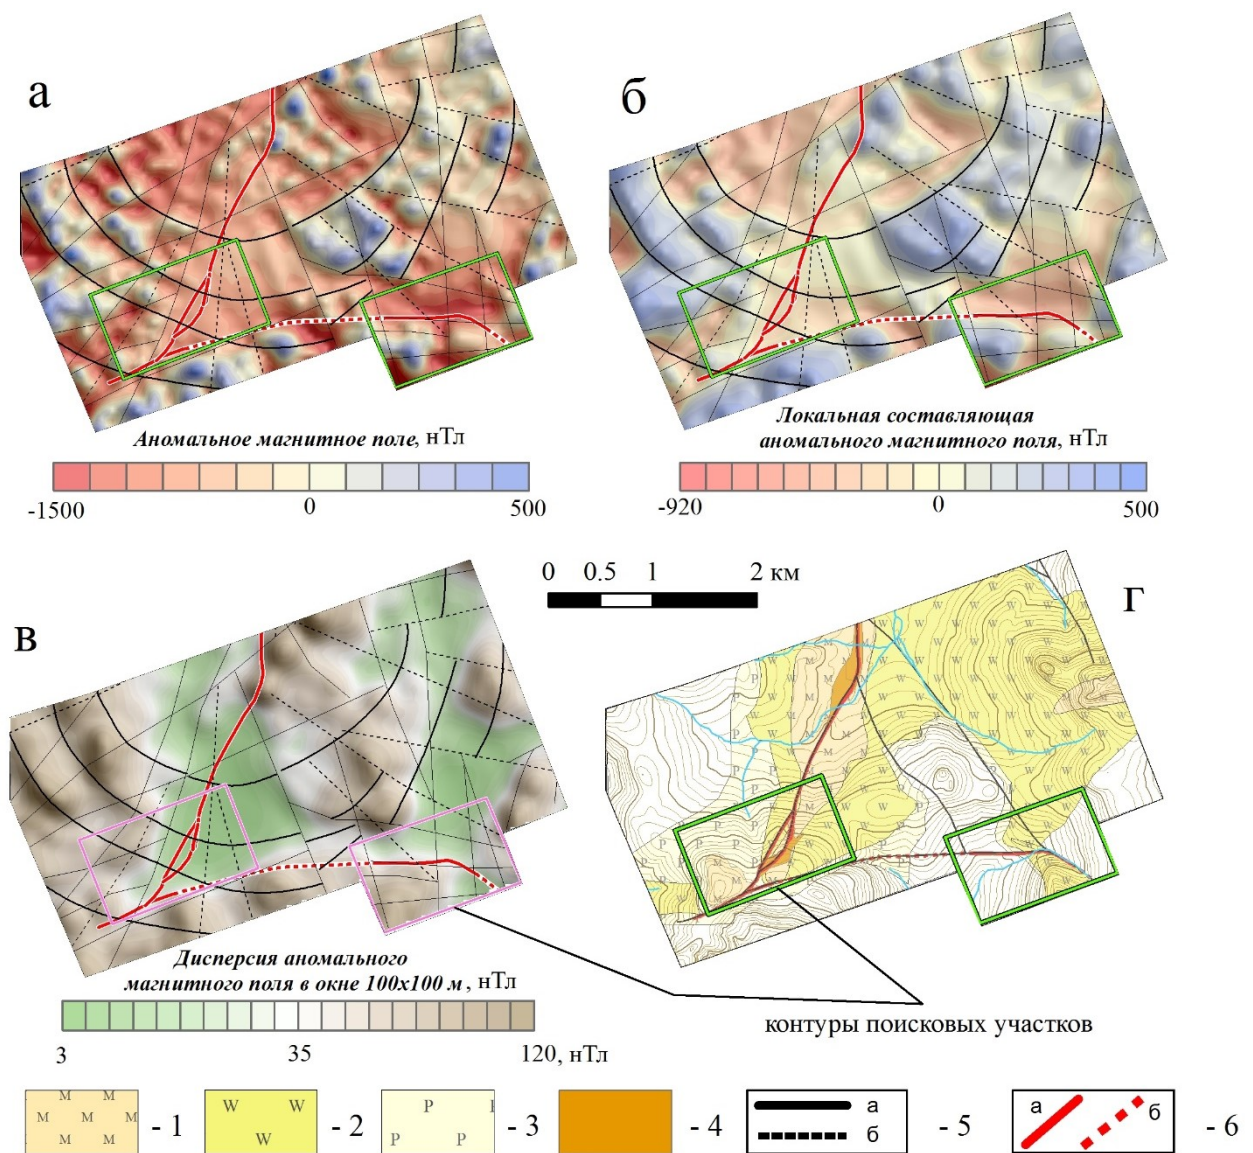 а
б
Аномальное магнитное поле, нТл
-1500
0
500
Локальная составляющая
аномального магнитного поля, нТл
-920
0
500
0 0.5 1 2 км
в
г
Дисперсия аномального
магнитного поля в окне 100х100 м, нТл
3
35
120, нТл
контуры поисковых участков
М М М М М М М - 1
W W W - 2
P P P P - 3
- 4
а
б
- 5
а б
- 6